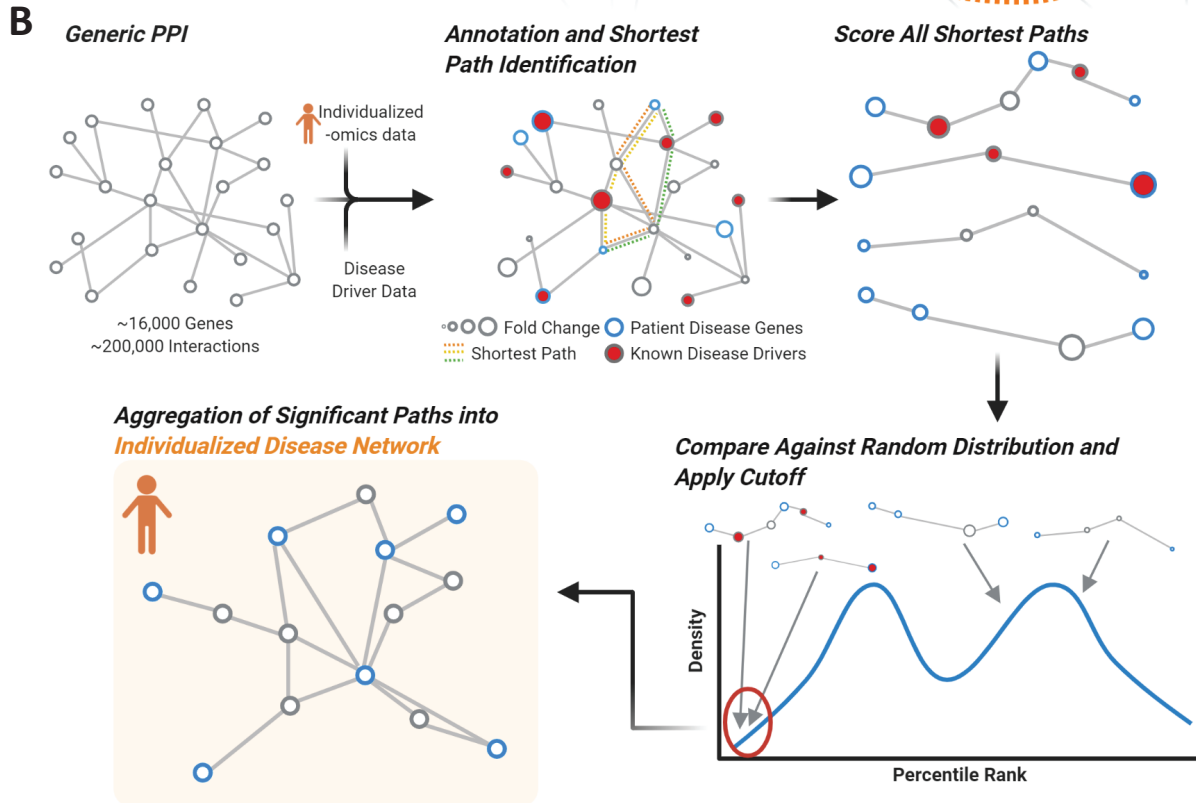 B
Generic PPI
Annotation and Shortest
Path Identification
Score All Shortest Paths
Individualized
-omics data
Disease
Driver Data
~16,000 Genes
~200,000 Interactions
Fold Change
Patient Disease Genes
Shortest Path
Known Disease Drivers
Aggregation of Significant Paths into
Individualized Disease Network
Compare Against Random Distribution and
Apply Cutoff
Density
Percentile Rank